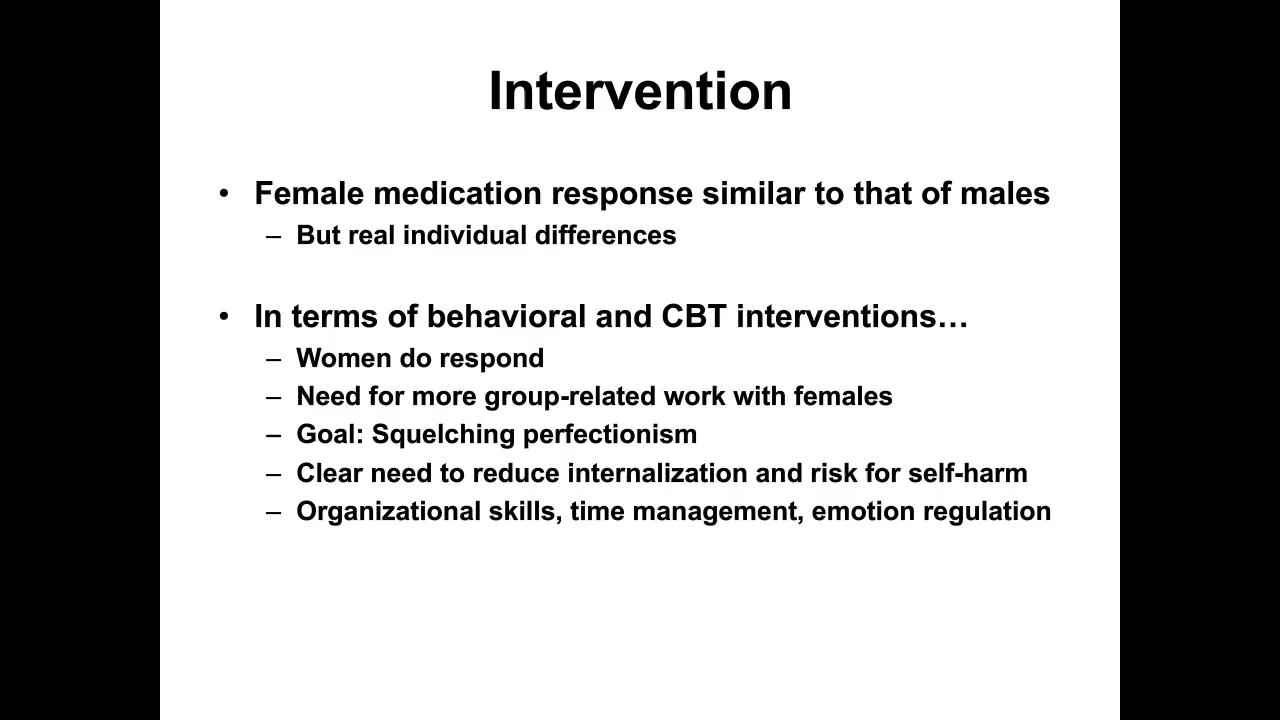 Intervention
• Female medication response similar to that of males
– But real individual differences
• In terms of behavioral and CBT interventions…
– Women do respond
– Need for more group-related work with females
– Goal: Squelching perfectionism
– Clear need to reduce internalization and risk for self-harm
– Organizational skills, time management, emotion regulation